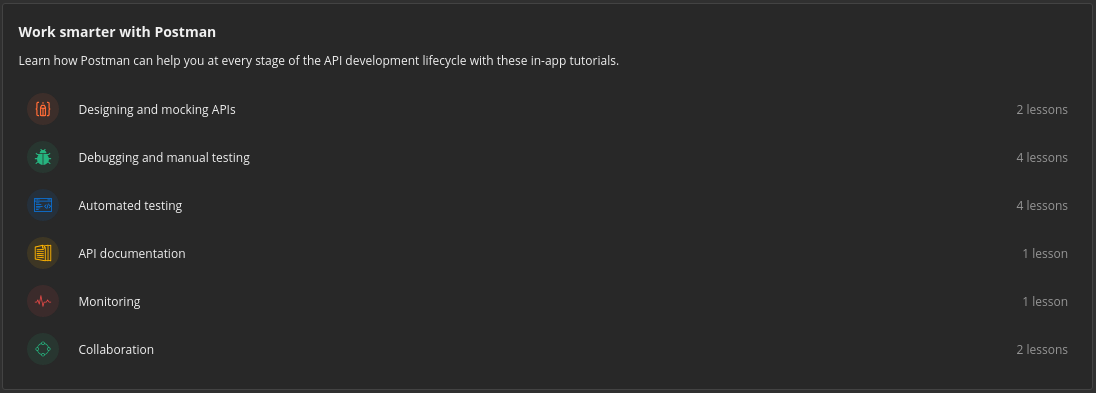 Work smarter with Postman
Learn how Postman can help you at every stage of the API development lifecycle with these in-app tutorials.
Designing and mocking APIs 2 lessons
Debugging and manual testing 4 lessons
Automated testing 4 lessons
API documentation 1 lesson
Monitoring 1 lesson
Collaboration 2 lessons